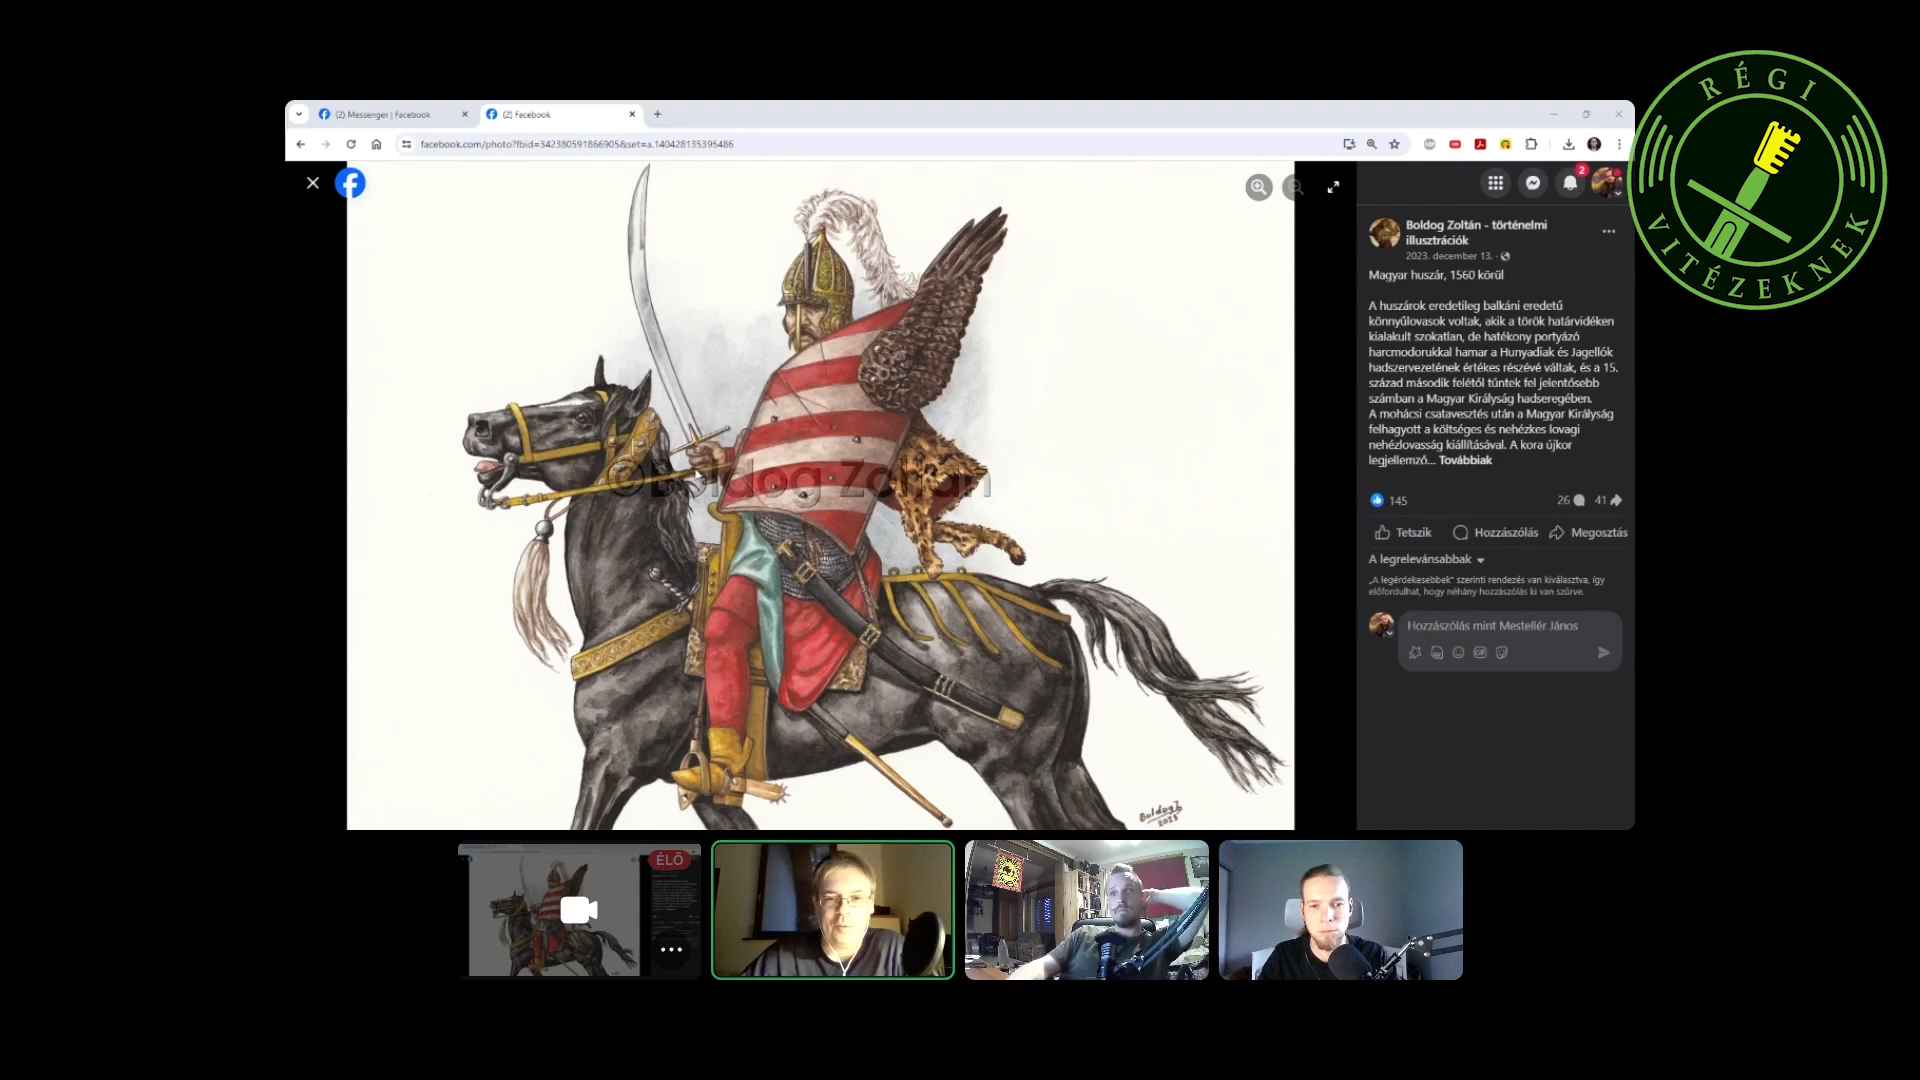 RÉGI
VITÉZEKNEK
(2) Messenger | Facebook
(2) Facebook
facebook.com/photo?fbid=342380591866905&set=a.140428135395486
2
Boldog Zoltán - történelmi
illusztrációk
2023. december 13.
Magyar huszár, 1560 körül
A huszárok eredetileg balkáni eredetű
könnyűlovasok voltak, akik a török határvidéken
kialakult szokatlan, de hatékony portyázó
harcmodorukkal hamar a Hunyadiak és Jagellók
hadszervezetének értékes részévé váltak, és a 15.
század második felétől tűntek fel jelentősebb
számban a Magyar Királyság hadseregében.
A mohácsi csatavesztés után a Magyar Királyság
felhagyott a költséges és nehézkes lovagi
nehézlovasság kiállításával. A kora újkor
legjellemző... Továbbiak
145
26
41
Tetszik
Hozzászólás
Megosztás
A legrelevánsabbak
„A legérdekesebbek" szerinti rendezés van kiválasztva, így
előfordulhat, hogy néhány hozzászólás ki van szűrve.
Hozzászólás mint Mestellér János
©Boldog Zoltán
BoldogZ
2023
ÉLŐ